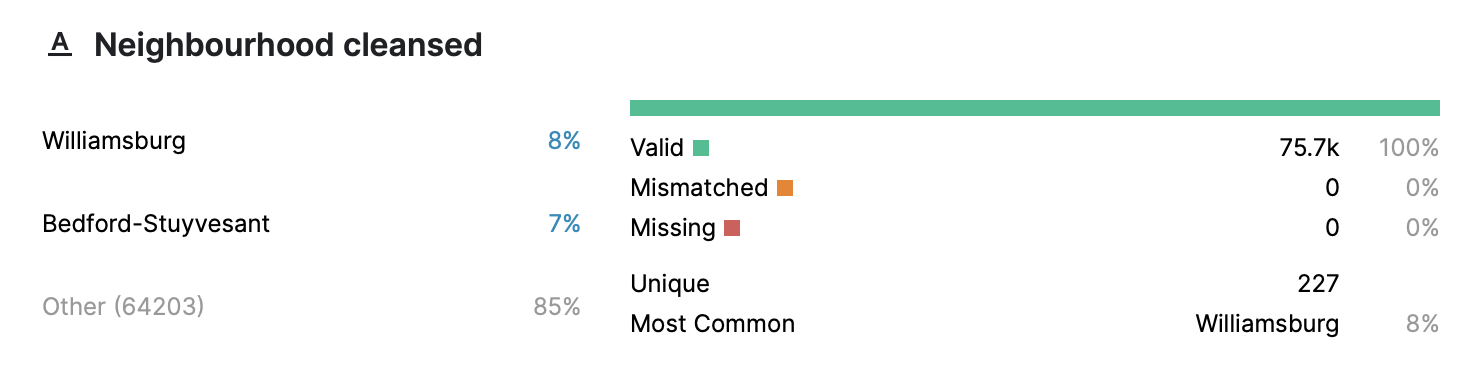 A Neighbourhood cleansed
Williamsburg 8%
Bedford-Stuyvesant 7%
Other (64203) 85%
Valid 75.7k 100%
Mismatched 0 0%
Missing 0 0%
Unique 227
Most Common Williamsburg 8%